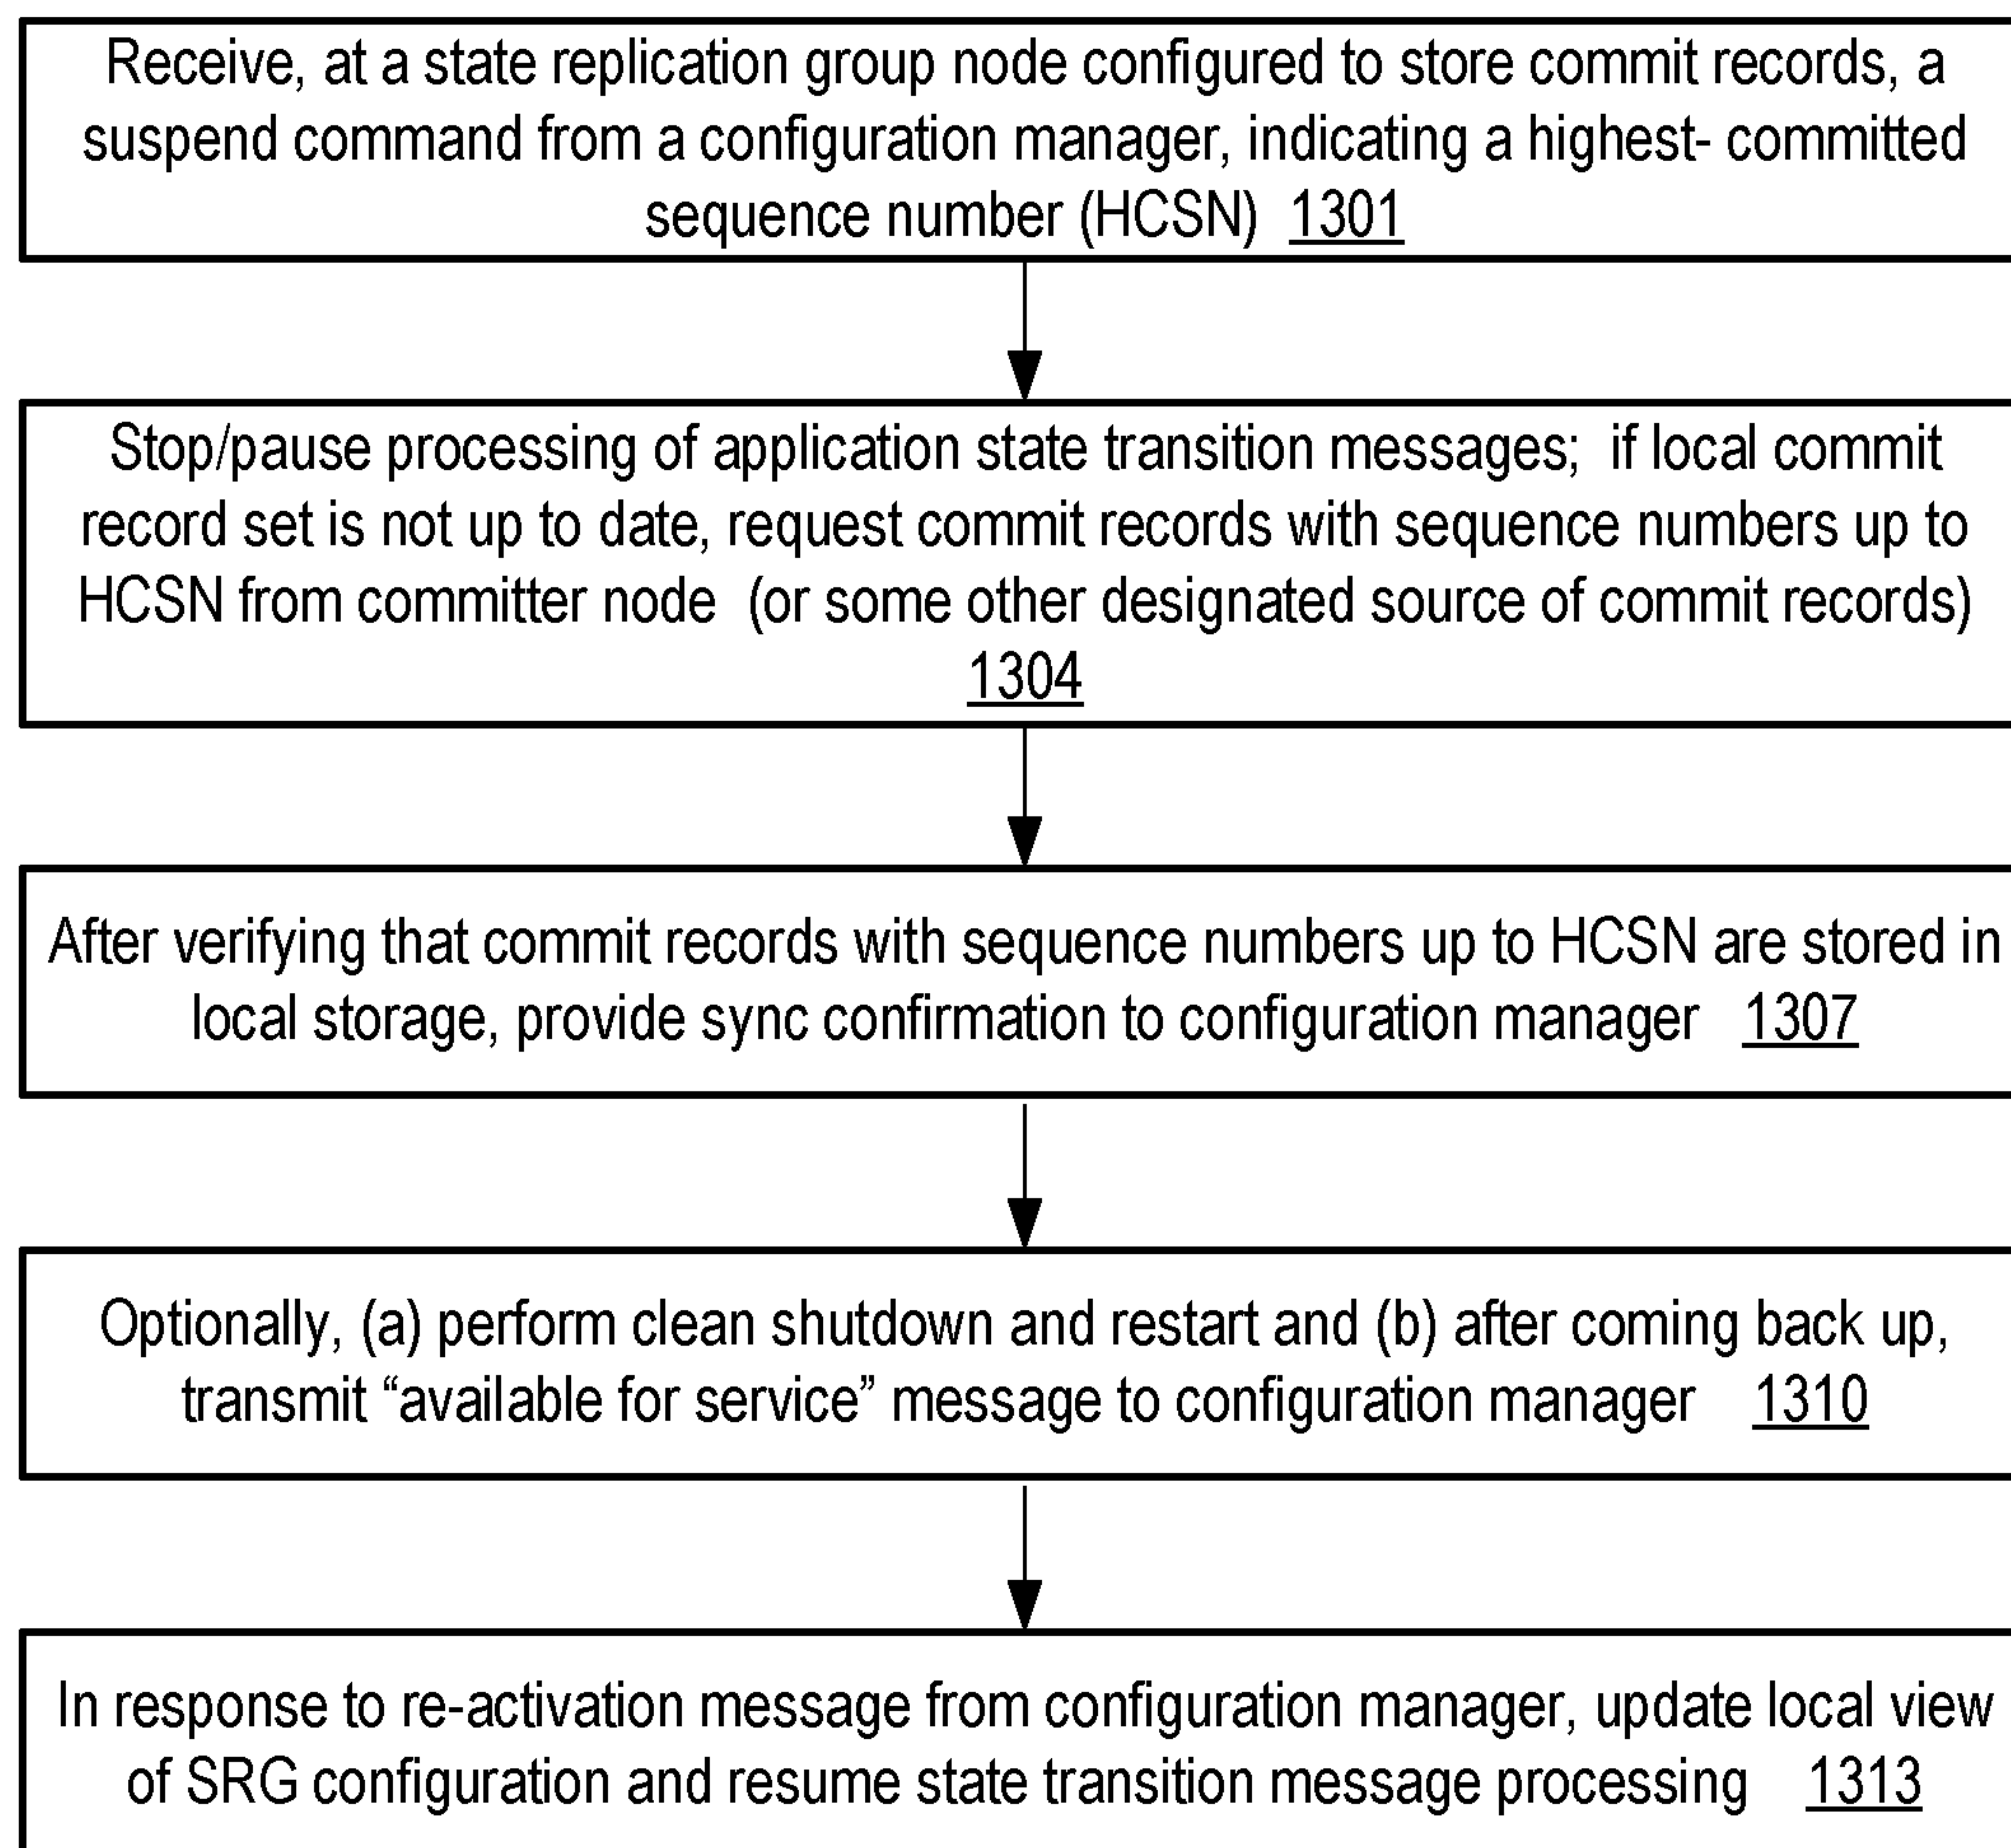 Receive, at a state replication group node configured to store commit records, a
suspend command from a configuration manager, indicating a highest- committed
sequence number (HCSN) 1301
Stop/pause processing of application state transition messages; if local commit
record set is not up to date, request commit records with sequence numbers up to
HCSN from committer node (or some other designated source of commit records)
1304
After verifying that commit records with sequence numbers up to HCSN are stored in
local storage, provide sync confirmation to configuration manager 1307
Optionally, (a) perform clean shutdown and restart and (b) after coming back up,
transmit “available for service” message to configuration manager 1310
In response to re-activation message from configuration manager, update local view
of SRG configuration and resume state transition message processing 1313